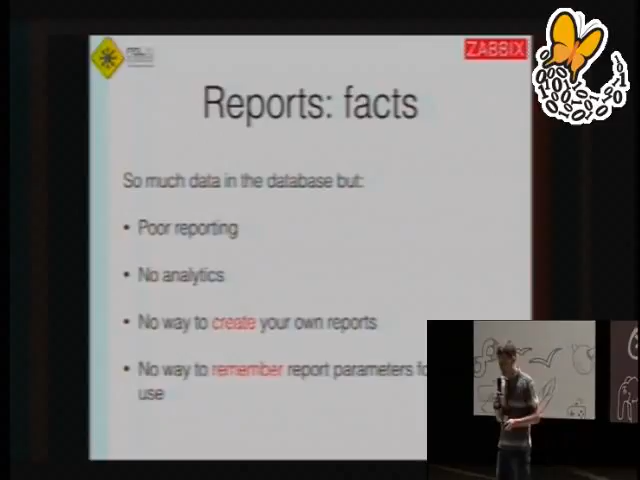 ZABBIX
Reports: facts
So much data in the database but:
• Poor reporting
• No analytics
• No way to create your own reports
• No way to remember report parameters fo
use